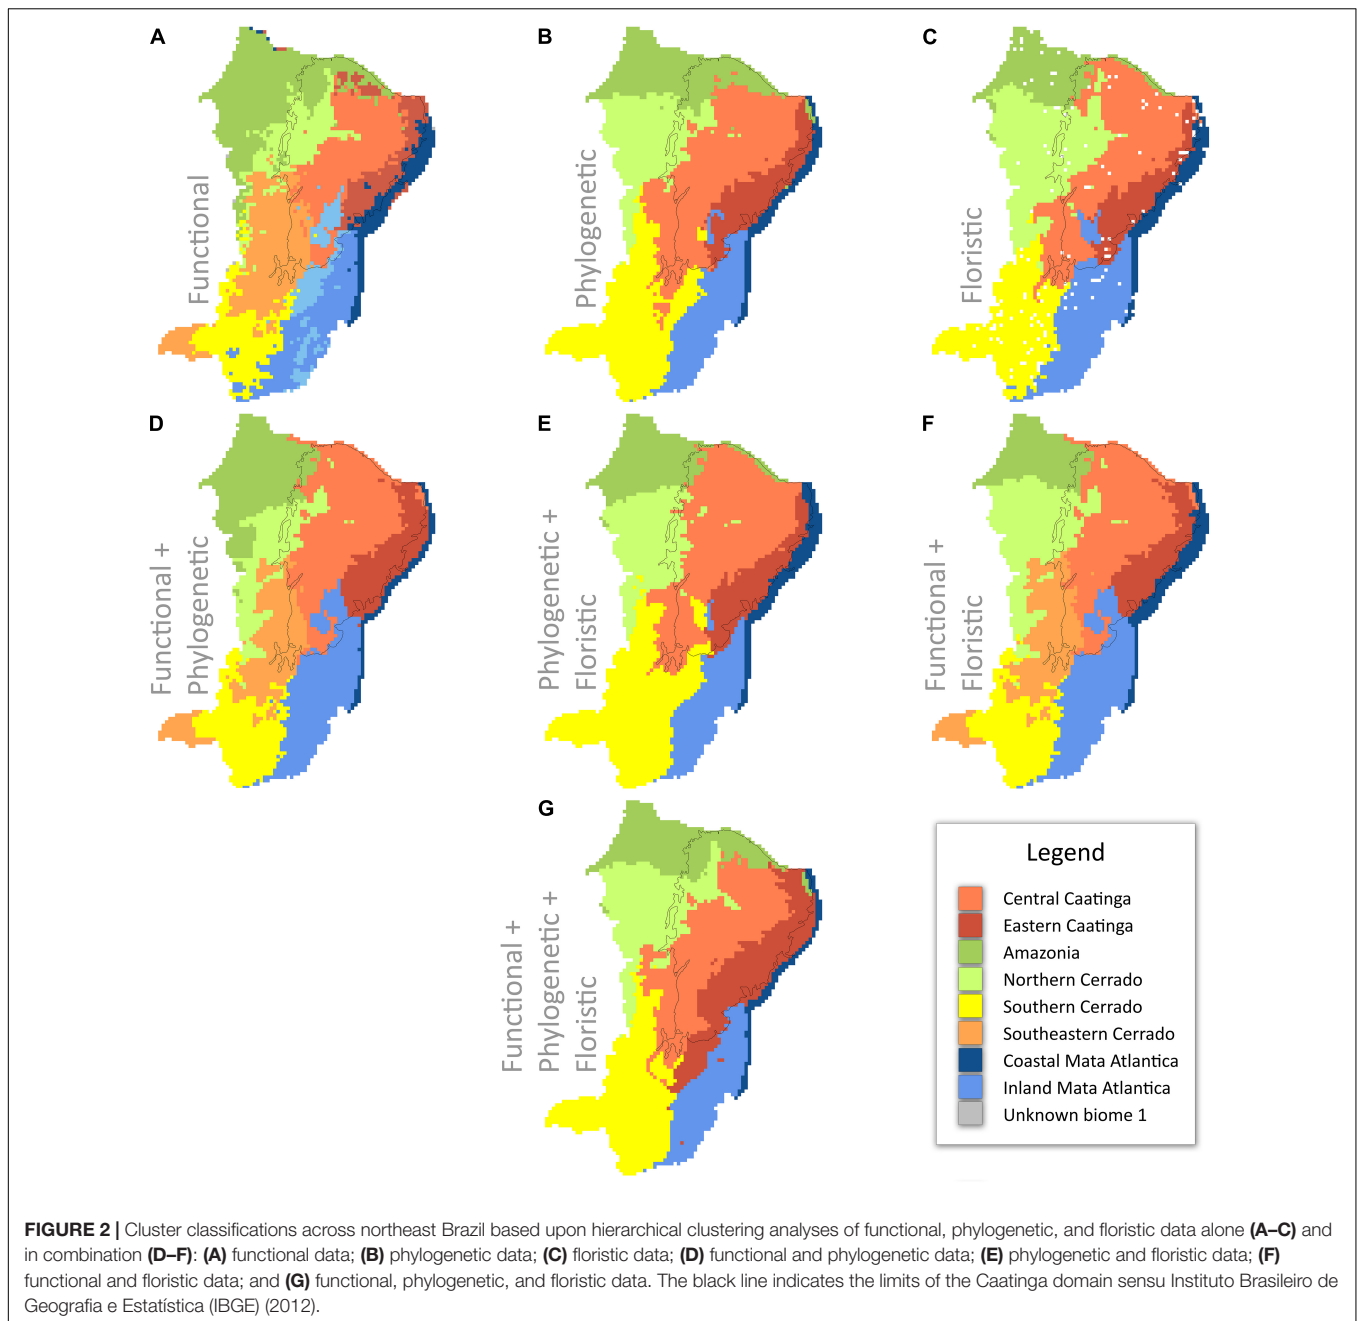 A
B
C
Functional
Phylogenetic
Floristic
D
E
F
Functional +
Phylogenetic
Phylogenetic +
Floristic
Functional +
Floristic
G
Functional +
Phylogenetic +
Floristic
Legend
Central Caatinga
Eastern Caatinga
Amazonia
Northern Cerrado
Southern Cerrado
Southeastern Cerrado
Coastal Mata Atlantica
Inland Mata Atlantica
Unknown biome 1
FIGURE 2 | Cluster classifications across northeast Brazil based upon hierarchical clustering analyses of functional, phylogenetic, and floristic data alone (A–C) and
in combination (D–F): (A) functional data; (B) phylogenetic data; (C) floristic data; (D) functional and phylogenetic data; (E) phylogenetic and floristic data; (F)
functional and floristic data; and (G) functional, phylogenetic, and floristic data. The black line indicates the limits of the Caatinga domain sensu Instituto Brasileiro de
Geografia e Estatística (IBGE) (2012).